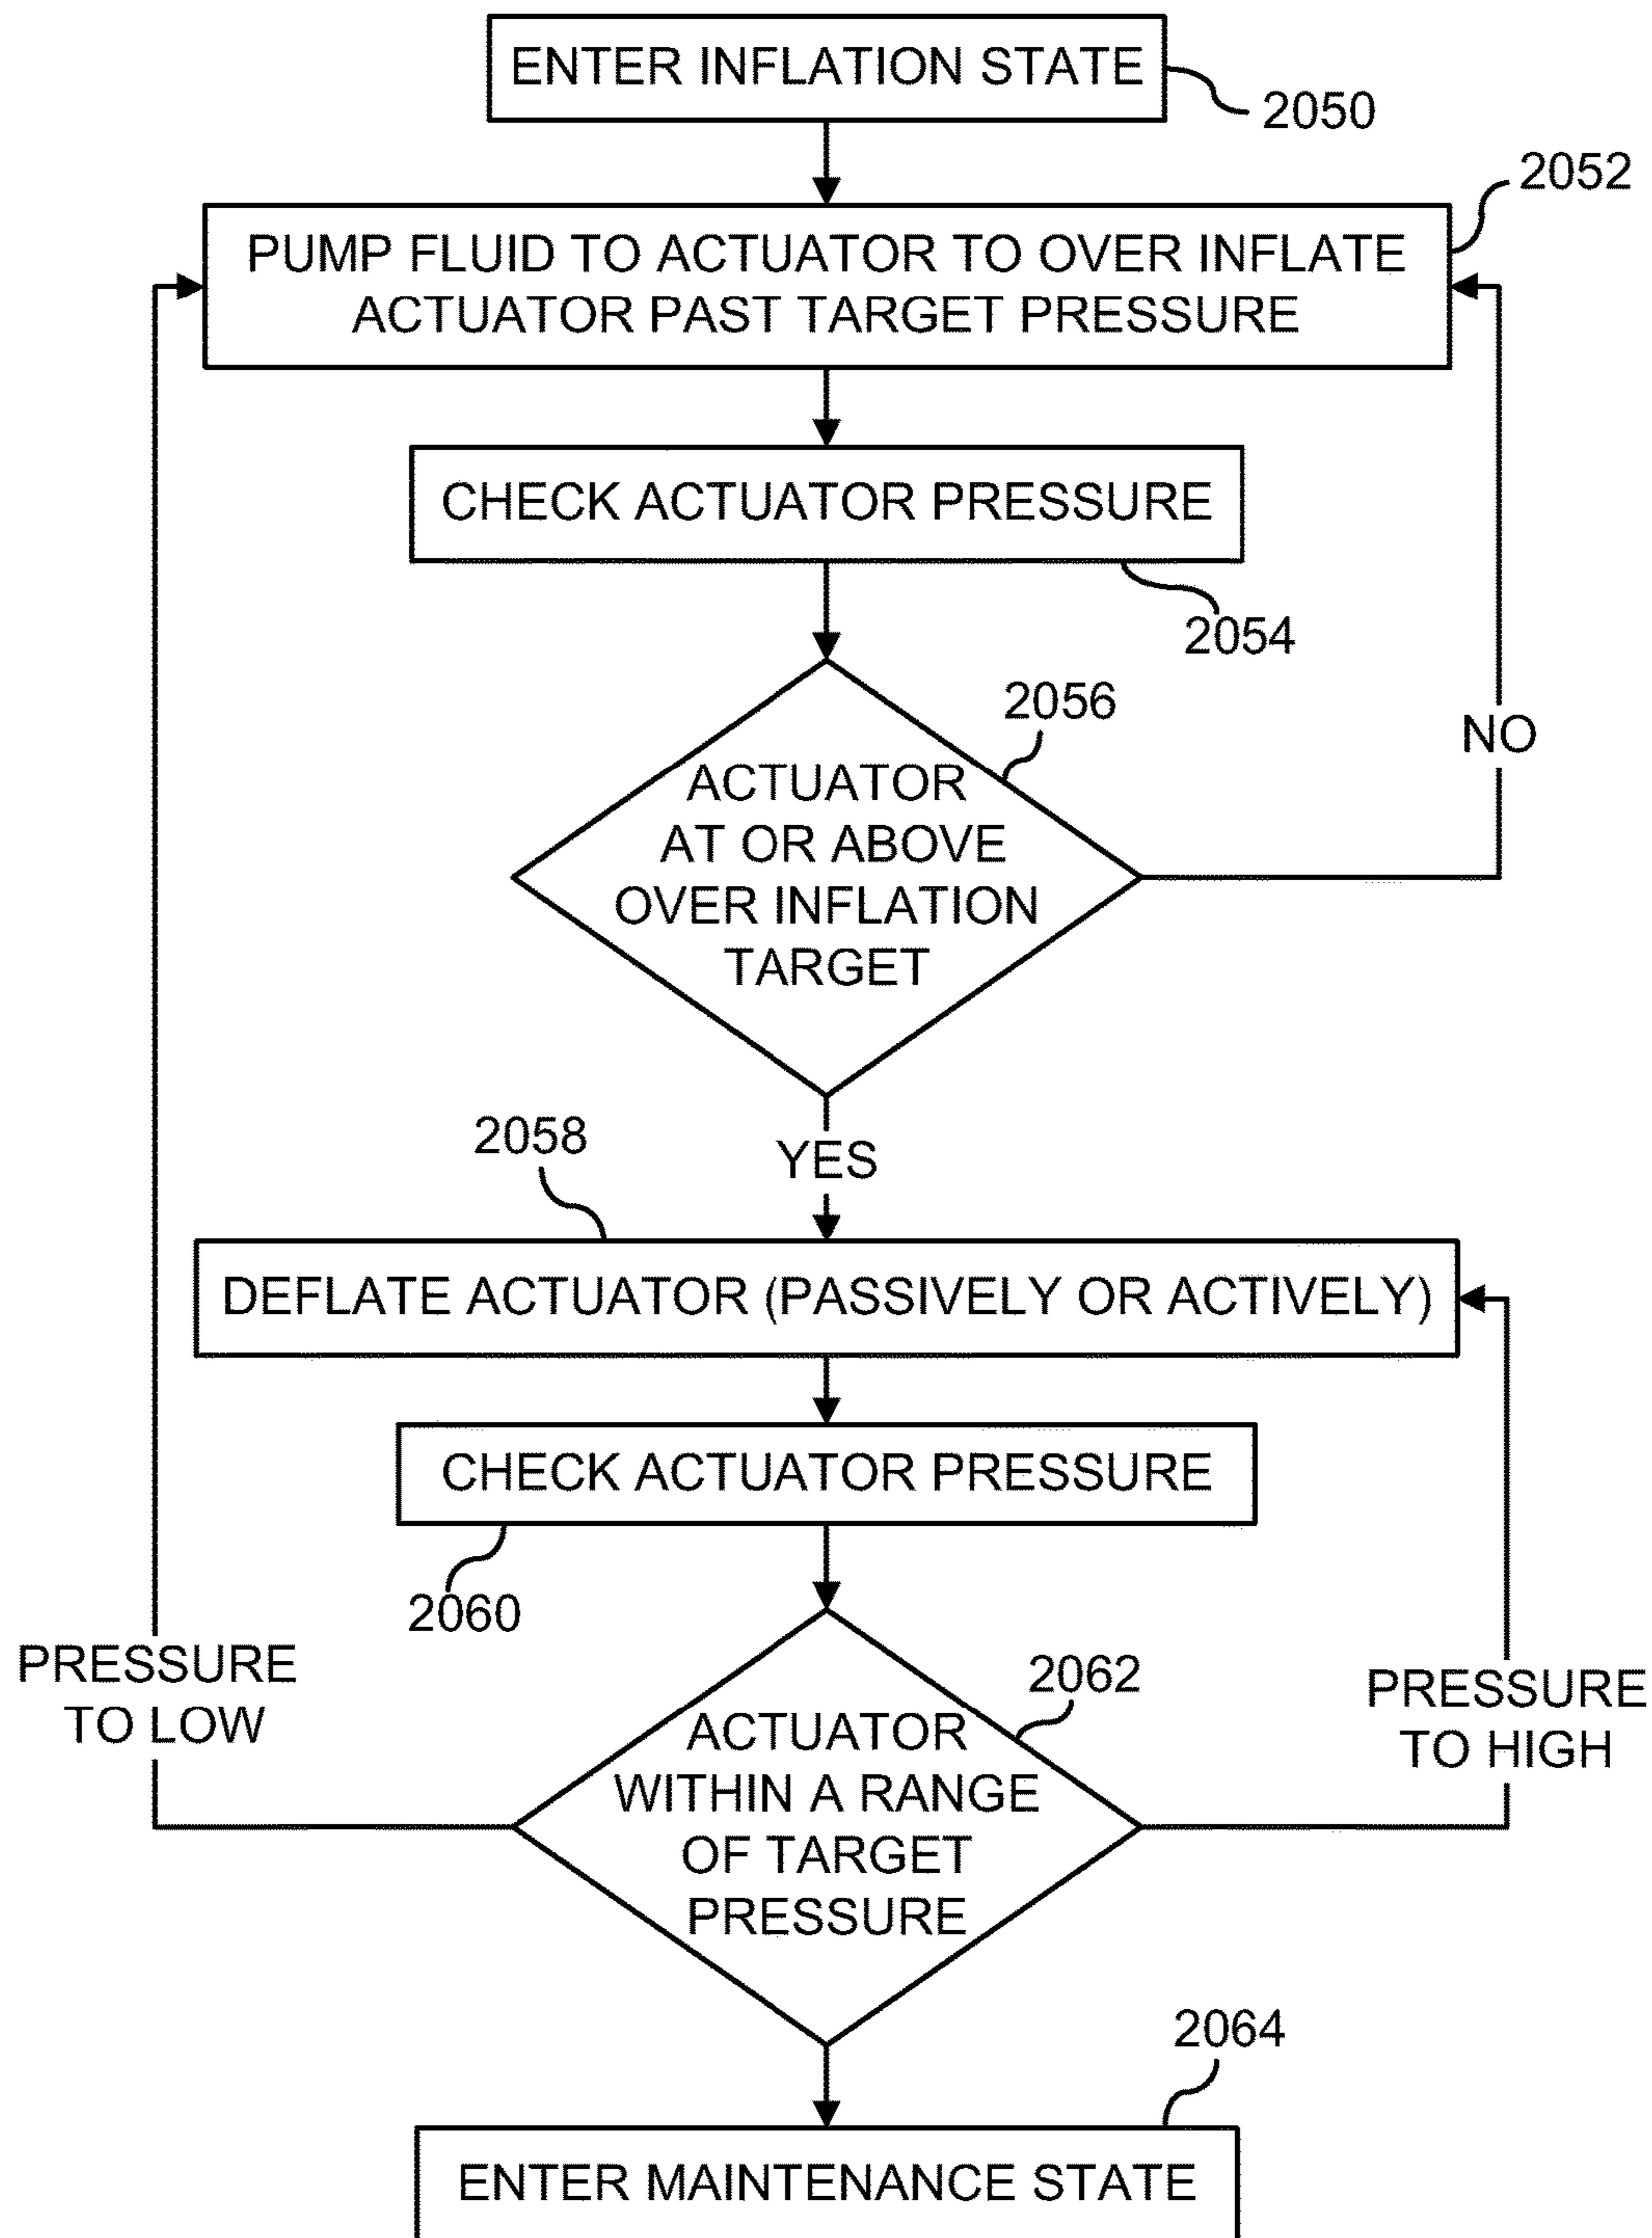 ENTER INFLATION STATE
2050
2052
PUMP FLUID TO ACTUATOR TO OVER INFLATE
ACTUATOR PAST TARGET PRESSURE
CHECK ACTUATOR PRESSURE
2054
2056
NO
ACTUATOR
AT OR ABOVE
OVER INFLATION
TARGET
2058
YES
DEFLATE ACTUATOR (PASSIVELY OR ACTIVELY)
CHECK ACTUATOR PRESSURE
2060
PRESSURE
TO LOW
2062
PRESSURE
TO HIGH
ACTUATOR
WITHIN A RANGE
OF TARGET
PRESSURE
2064
ENTER MAINTENANCE STATE